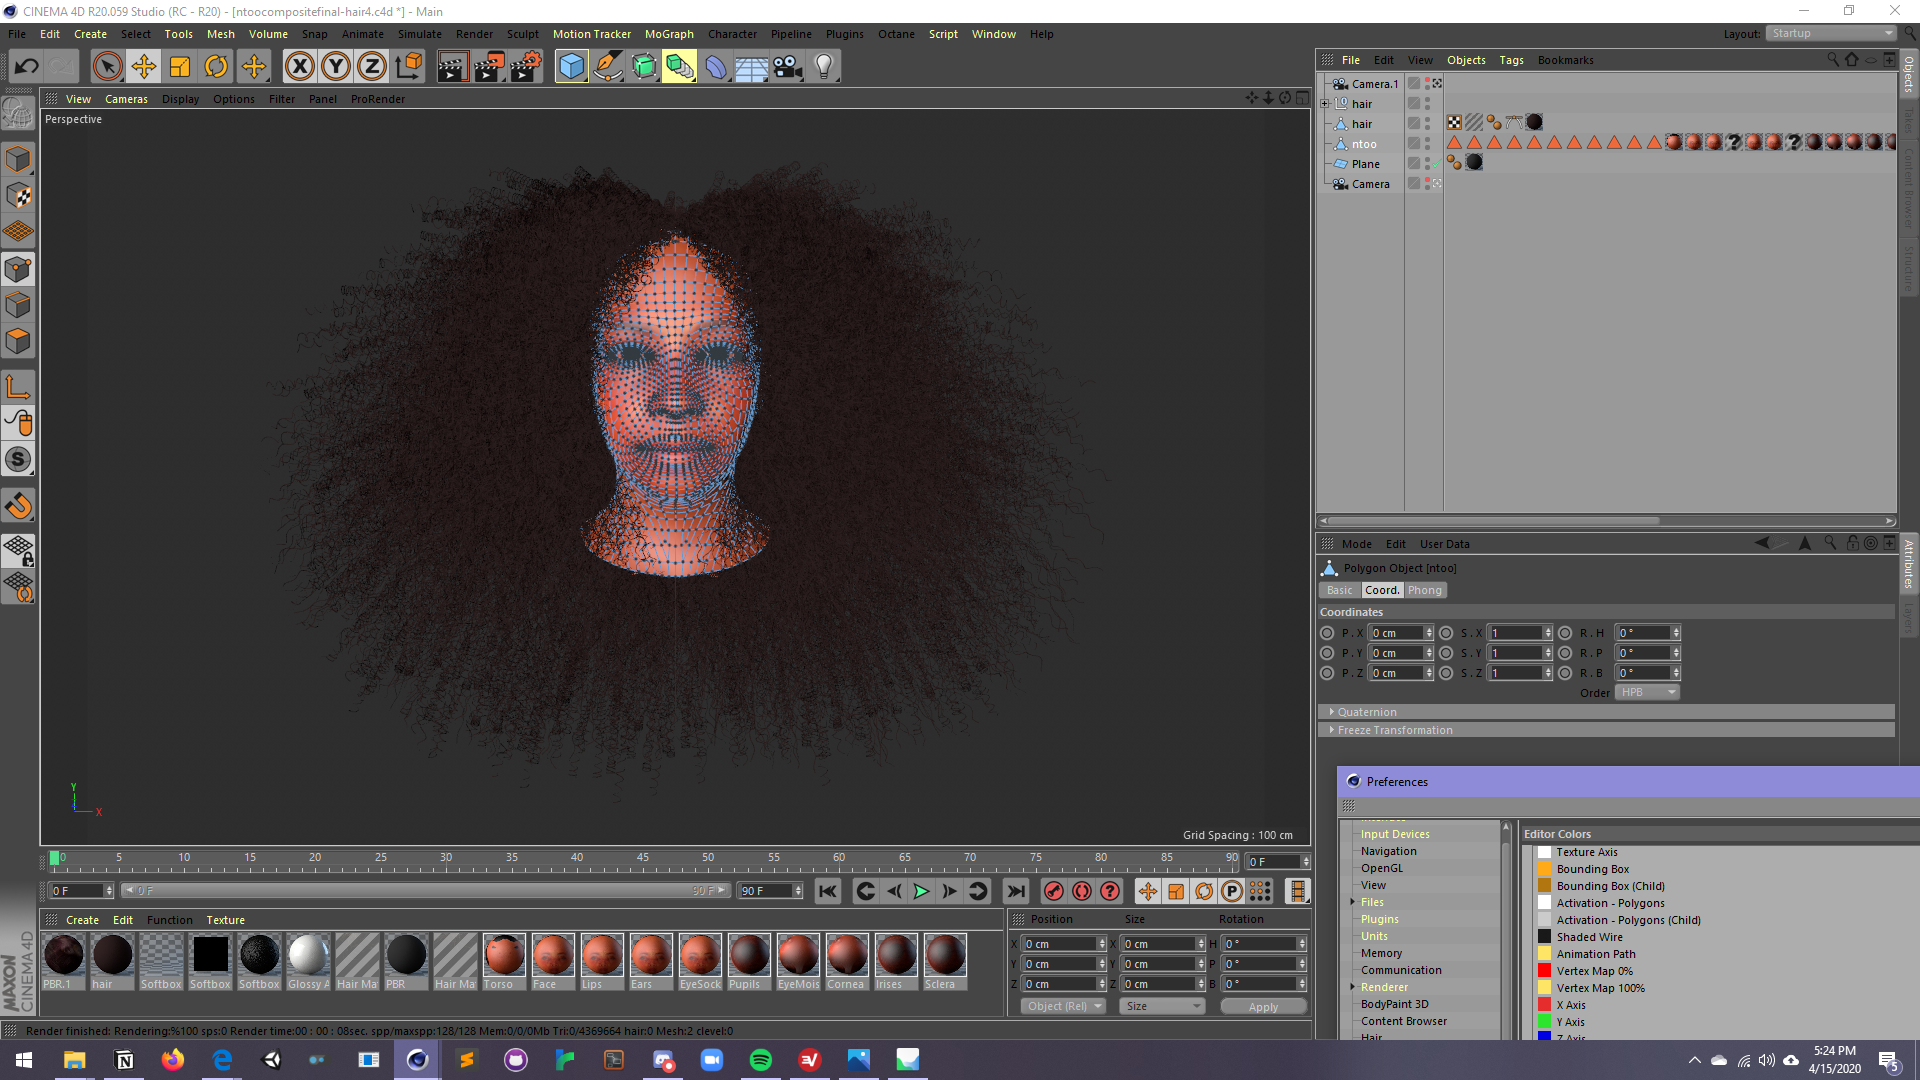 CINEMA 4D R20.059 Studio (RC - R20) - [ntoocompositefinal-hair4.c4d *] - Main
File Edit Create Select Tools Mesh Volume Snap Animate Simulate Render Sculpt Motion Tracker MoGraph Character Pipeline Plugins Octane Script Window Help
Layout: Startup
X Y Z
View Cameras Display Options Filter Panel ProRender
Perspective
Y
X
Grid Spacing : 100 cm
File Edit View Objects Tags Bookmarks
Camera.1
hair
hair
ntoo
Plane
Camera
Objects
Takes
Content Browser
Structure
Mode Edit User Data
Polygon Object [ntoo]
Basic Coord. Phong
Coordinates
P . X 0 cm S . X 1 R . H 0 °
P . Y 0 cm S . Y 1 R . P 0 °
P . Z 0 cm S . Z 1 R . B 0 °
Order HPB
Quaternion
Freeze Transformation
Attributes
Layers
Preferences
Input Devices
Navigation
OpenGL
View
Files
Plugins
Units
Memory
Communication
Renderer
BodyPaint 3D
Content Browser
Hair
Editor Colors
Texture Axis
Bounding Box
Bounding Box (Child)
Activation - Polygons
Activation - Polygons (Child)
Shaded Wire
Animation Path
Vertex Map 0%
Vertex Map 100%
X Axis
Y Axis
Z Axis
0 5 10 15 20 25 30 35 40 45 50 55 60 65 70 75 80 85 90 0 F
0 F 0 F 90 F 90 F
Create Edit Function Texture
PBR.1 hair Softbox Softbox Softbox Glossy A Hair Ma PBR Hair Ma Torso Face Lips Ears EyeSock Pupils EyeMois Cornea Irises Sclera
Position Size Rotation
X 0 cm X 0 cm H 0 °
Y 0 cm Y 0 cm P 0 °
Z 0 cm Z 0 cm B 0 °
Object (Rel) Size Apply
MAXON
CINEMA 4D
Render finished: Rendering:%100 sps:0 Render time:00 : 00 : 08sec. spp/maxspp:128/128 Mem:0/0/0Mb Tri:0/4369664 hair:0 Mesh:2 clevel:0
5:24 PM
4/15/2020
5